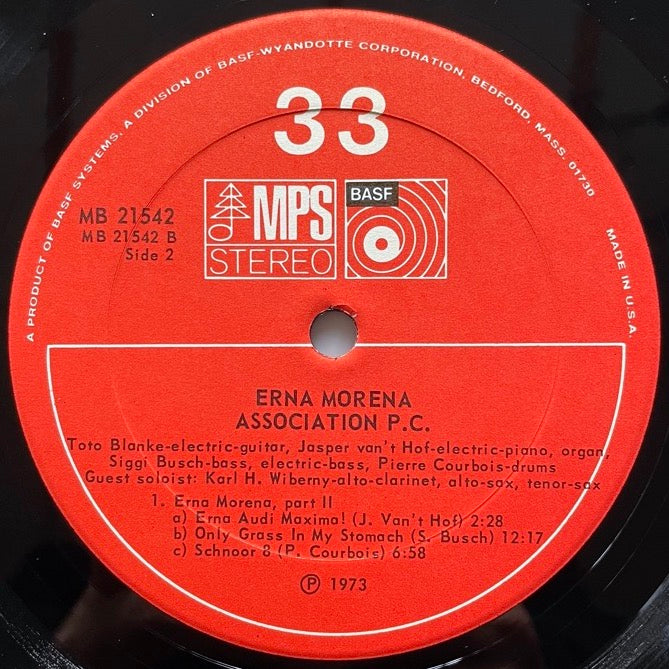 A PRODUCT OF BASF SYSTEMS, A DIVISION OF BASF-WYANDOTTE CORPORATION, BEDFORD, MASS. 01730
MADE IN U.S.A.
33
MB 21542
MB 21542 B
Side 2
MPS
STEREO
BASF
ERNA MORENA
ASSOCIATION P.C.
Toto Blanke-electric-guitar, Jasper van't Hof-electric-piano, organ,
Siggi Busch-bass, electric-bass, Pierre Courbois-drums
Guest soloist: Karl H. Wiberny-alto-clarinet, alto-sax, tenor-sax
1. Erna Morena, part II
a) Erna Audi Maxima! (J. Van't Hof) 2:28
b) Only Grass In My Stomach (S. Busch) 12:17
c) Schnoor 8 (P. Courbois) 6:58
Ⓟ 1973